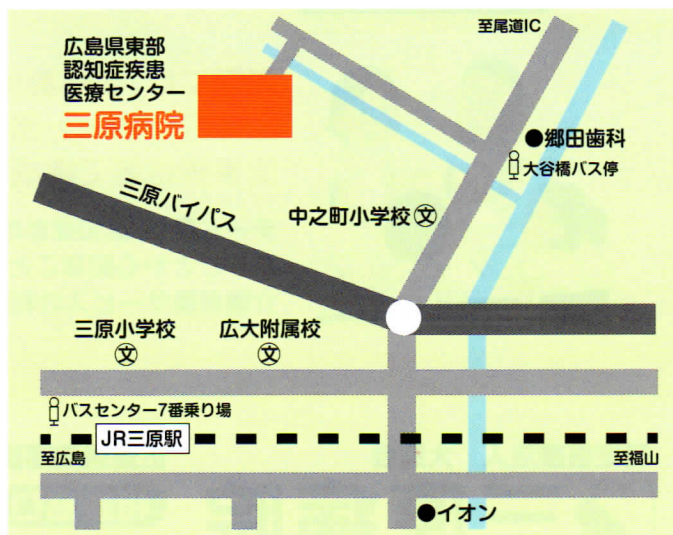 至尾道IC
広島県東部
認知症疾患
医療センター
三原病院
●郷田歯科
大谷橋バス停
三原バイパス
中之町小学校 文
三原小学校
文
広大附属校
文
バスセンター7番乗り場
JR三原駅
至広島
至福山
●イオン